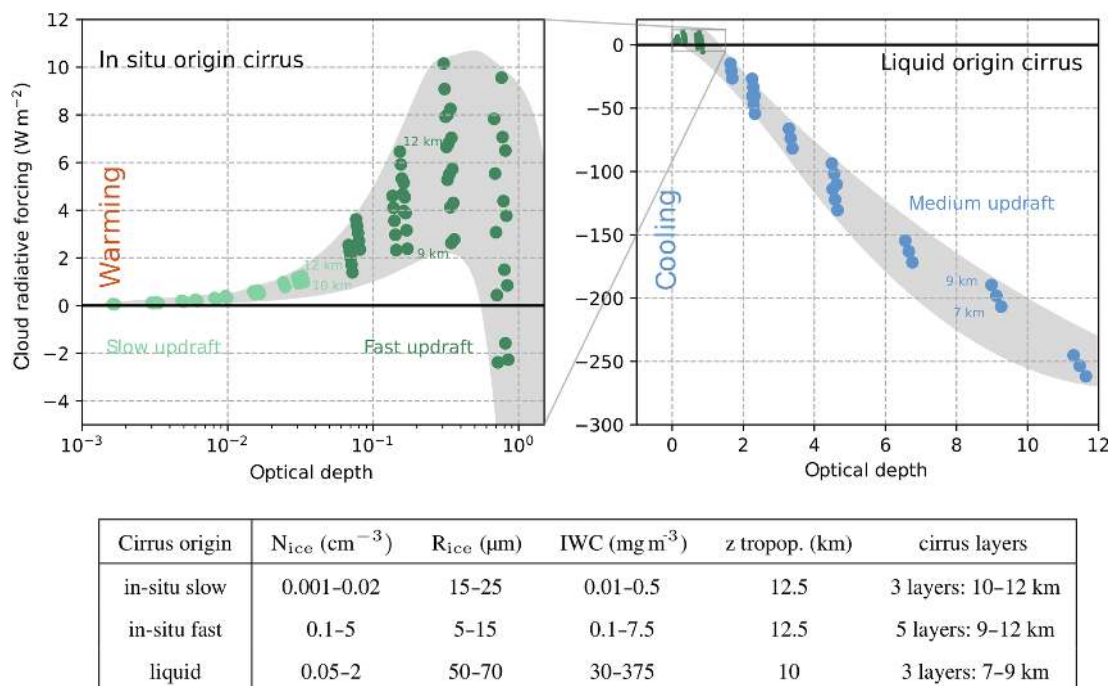 Cloud radiative forcing (W m⁻²)
12
10
8
6
4
2
0
−2
−4
In situ origin cirrus
Warming
12 km
9 km
12 km
10 km
Slow updraft
Fast updraft
10⁻³
10⁻²
10⁻¹
10⁰
Optical depth
0
−50
−100
−150
−200
−250
−300
Liquid origin cirrus
Cooling
Medium updraft
9 km
7 km
0 2 4 6 8 10 12
Optical depth
Cirrus origin N_ice (cm⁻³) R_ice (μm) IWC (mg m⁻³) z tropop. (km) cirrus layers
in-situ slow 0.001–0.02 15–25 0.01–0.5 12.5 3 layers: 10–12 km
in-situ fast 0.1–5 5–15 0.1–7.5 12.5 5 layers: 9–12 km
liquid 0.05–2 50–70 30–375 10 3 layers: 7–9 km